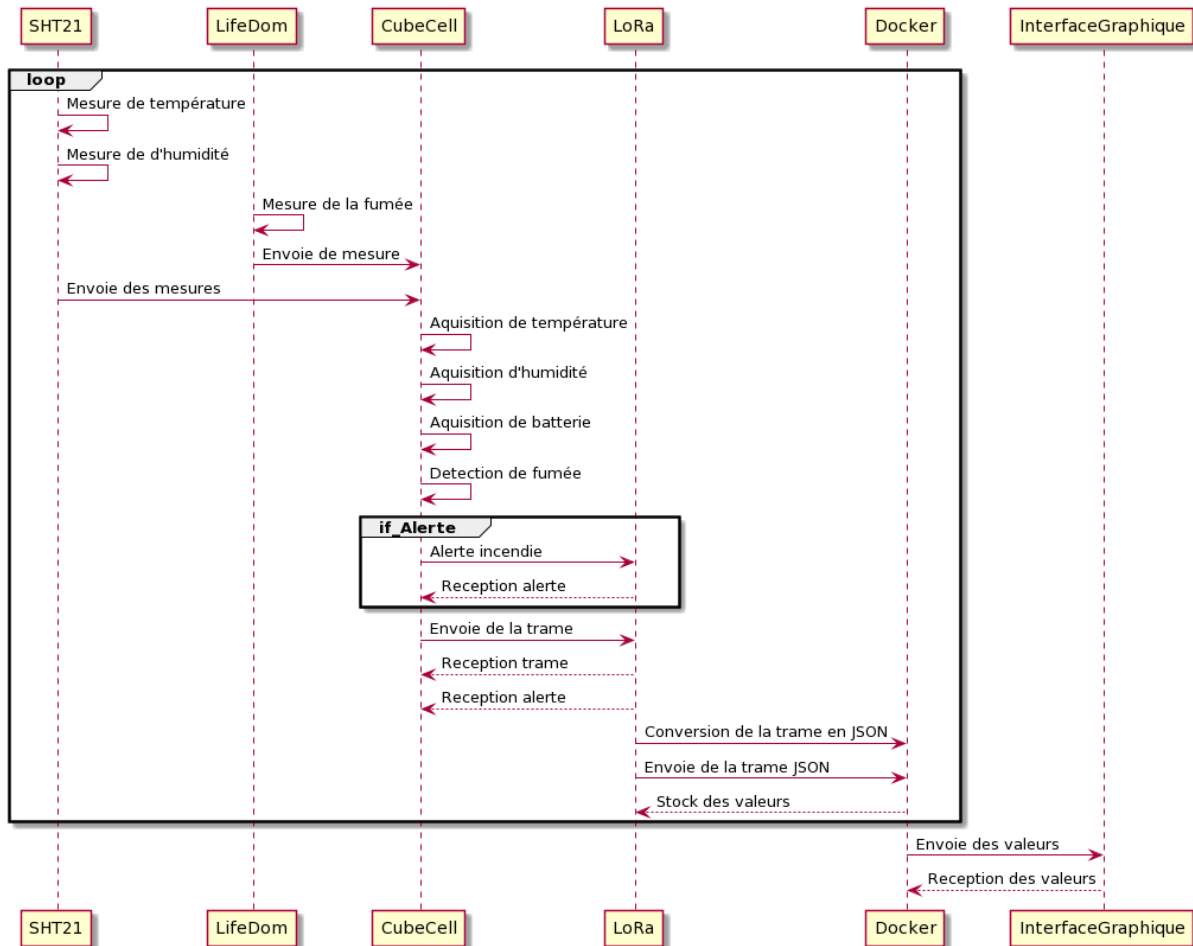 SHT21
LifeDom
CubeCell
LoRa
Docker
InterfaceGraphique
loop
Mesure de température
Mesure de d'humidité
Mesure de la fumée
Envoie de mesure
Envoie des mesures
Aquisition de température
Aquisition d'humidité
Aquisition de batterie
Detection de fumée
if_Alerte
Alerte incendie
Reception alerte
Envoie de la trame
Reception trame
Reception alerte
Conversion de la trame en JSON
Envoie de la trame JSON
Stock des valeurs
Envoie des valeurs
Reception des valeurs
SHT21
LifeDom
CubeCell
LoRa
Docker
InterfaceGraphique